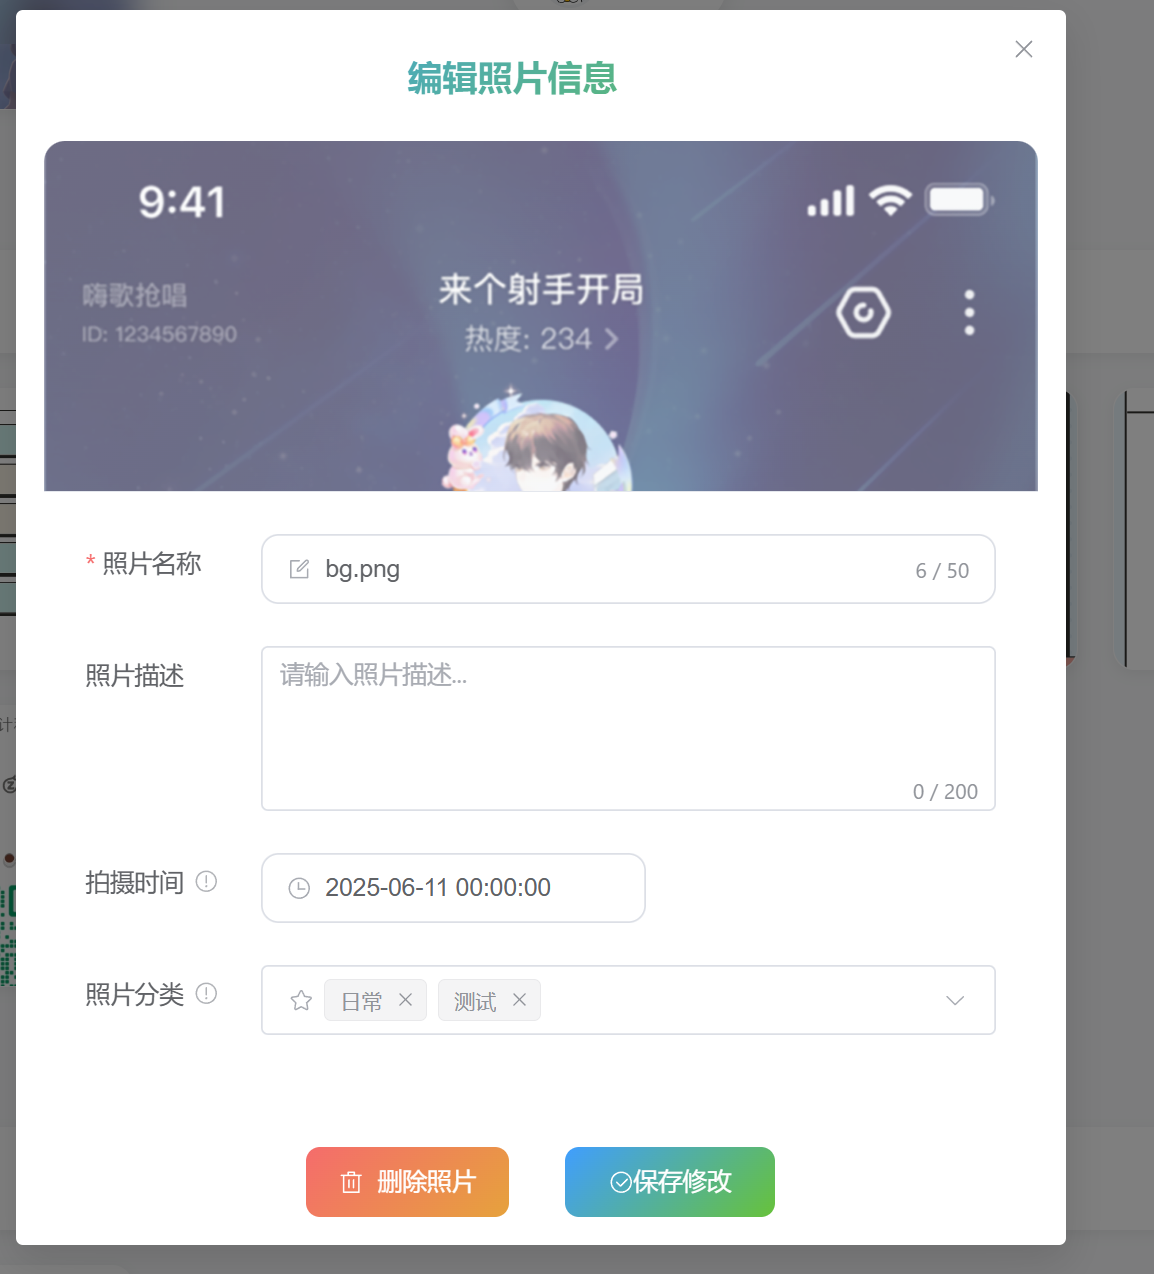 编辑照片信息
9:41
嗨歌抢唱
ID: 1234567890
来个射手开局
热度: 234
* 照片名称
bg.png
6 / 50
照片描述
请输入照片描述...
0 / 200
拍摄时间
2025-06-11 00:00:00
照片分类
日常
测试
删除照片
保存修改